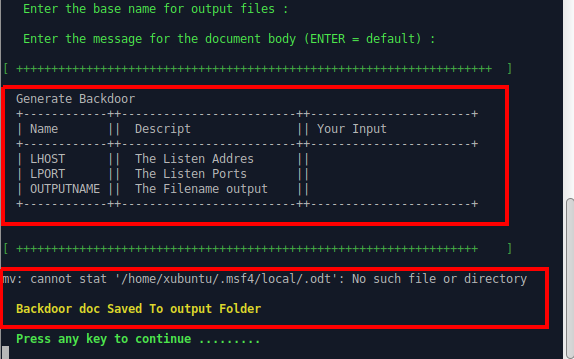 Enter the base name for output files :
Enter the message for the document body (ENTER = default) :
[ ++++++++++++++++++++++++++++++++++++++++++++++++++++++++++++++++++++ ]
Generate Backdoor
+------------++-------------------------++-----------------------+
| Name       ||  Descript               || Your Input
+------------++-------------------------++-----------------------+
| LHOST      ||  The Listen Addres      ||
| LPORT      ||  The Listen Ports       ||
| OUTPUTNAME ||  The Filename output    ||
+------------++-------------------------++-----------------------+
[ ++++++++++++++++++++++++++++++++++++++++++++++++++++++++++++++++++ ]
mv: cannot stat '/home/xubuntu/.msf4/local/.odt': No such file or directory
Backdoor doc Saved To output Folder
Press any key to continue .........